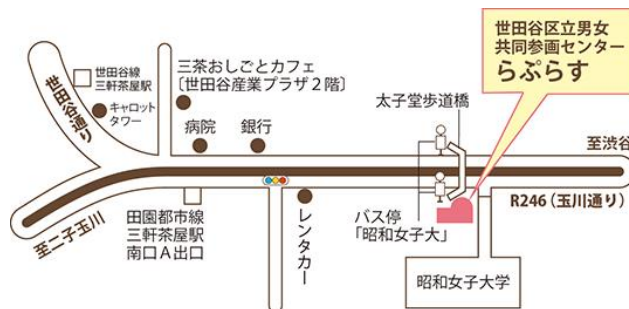 世田谷区立男女
共同参画センター
らぷらす
世田谷線
三軒茶屋駅
世田谷通り
キャロット
タワー
三茶おしごとカフェ
〔世田谷産業プラザ2階〕
病院
銀行
太子堂歩道橋
至渋谷
R246(玉川通り)
至二子玉川
田園都市線
三軒茶屋駅
南口A出口
レンタカー
バス停
「昭和女子大」
昭和女子大学